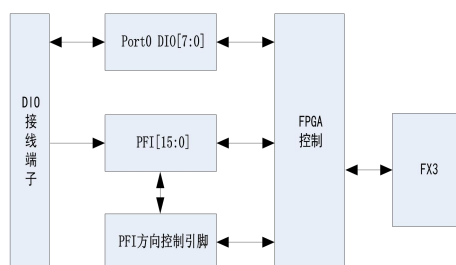 Port0 DIO[7:0]
DIO
接
线
端
子
FPGA
控制
PFI[15:0]
FX3
PFI方向控制引脚